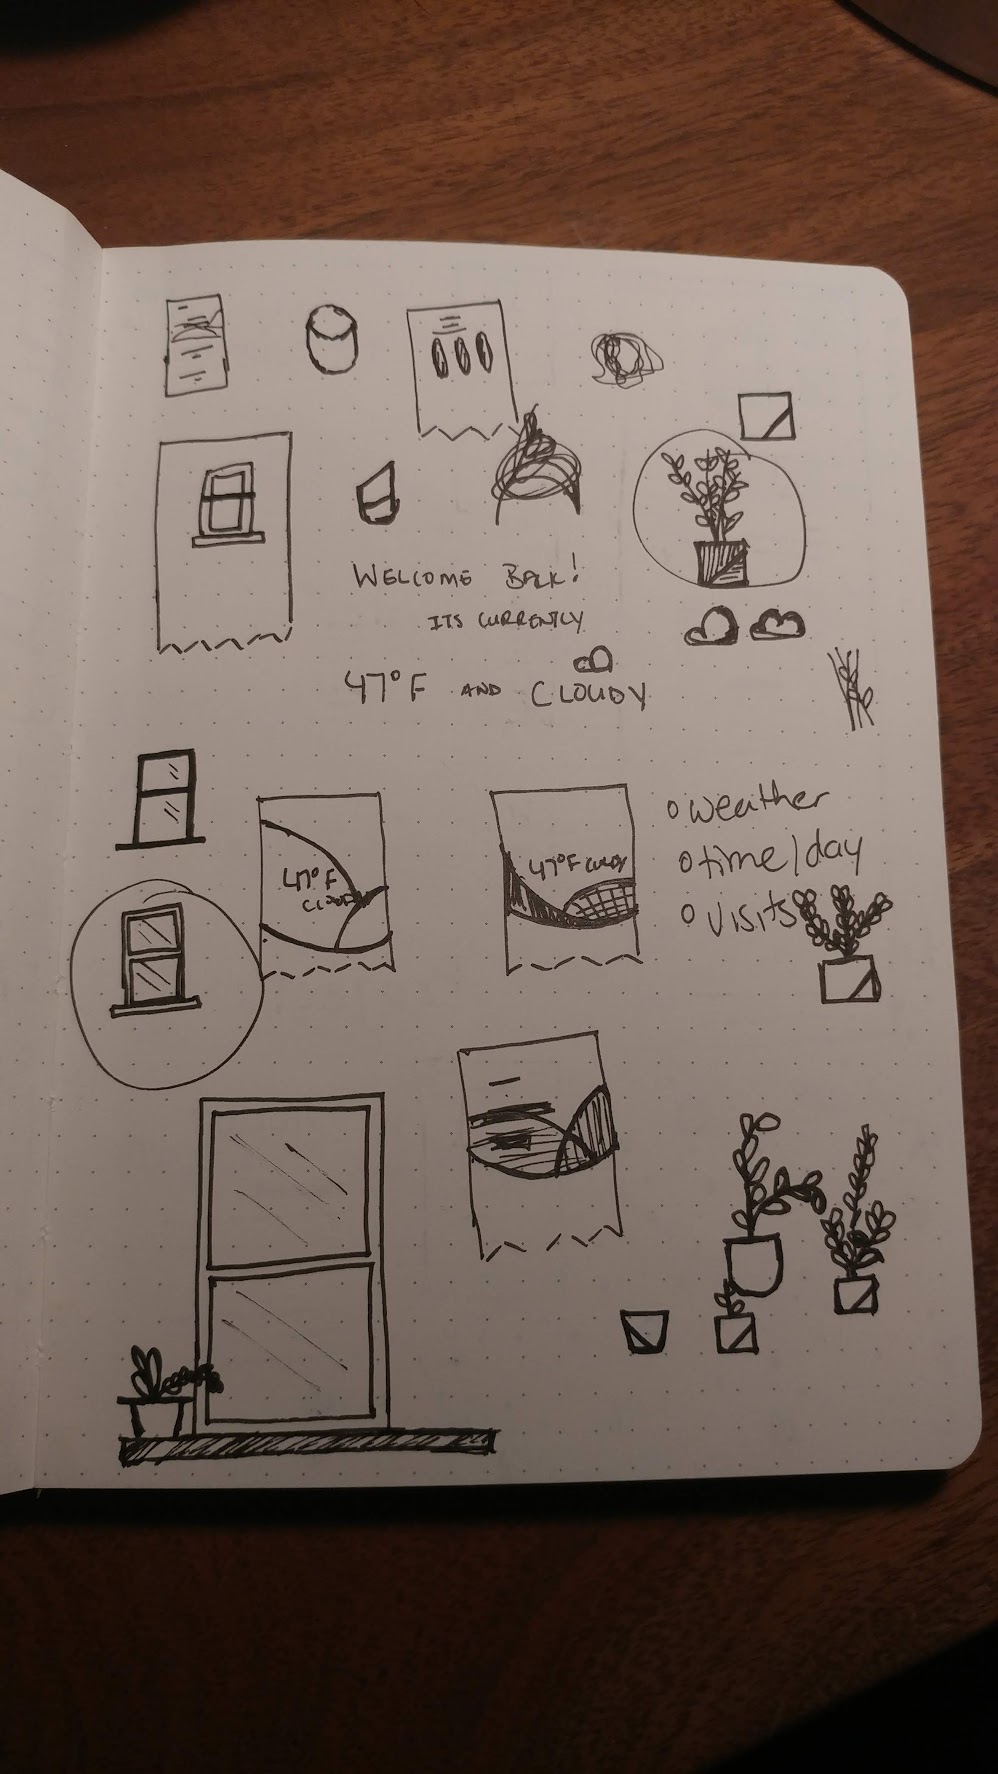 WELCOME BACK!
ITS CURRENTLY
47°F AND CLOUDY
47°F
CLOUDY
47°F CLOUDY
weather
time/day
visits